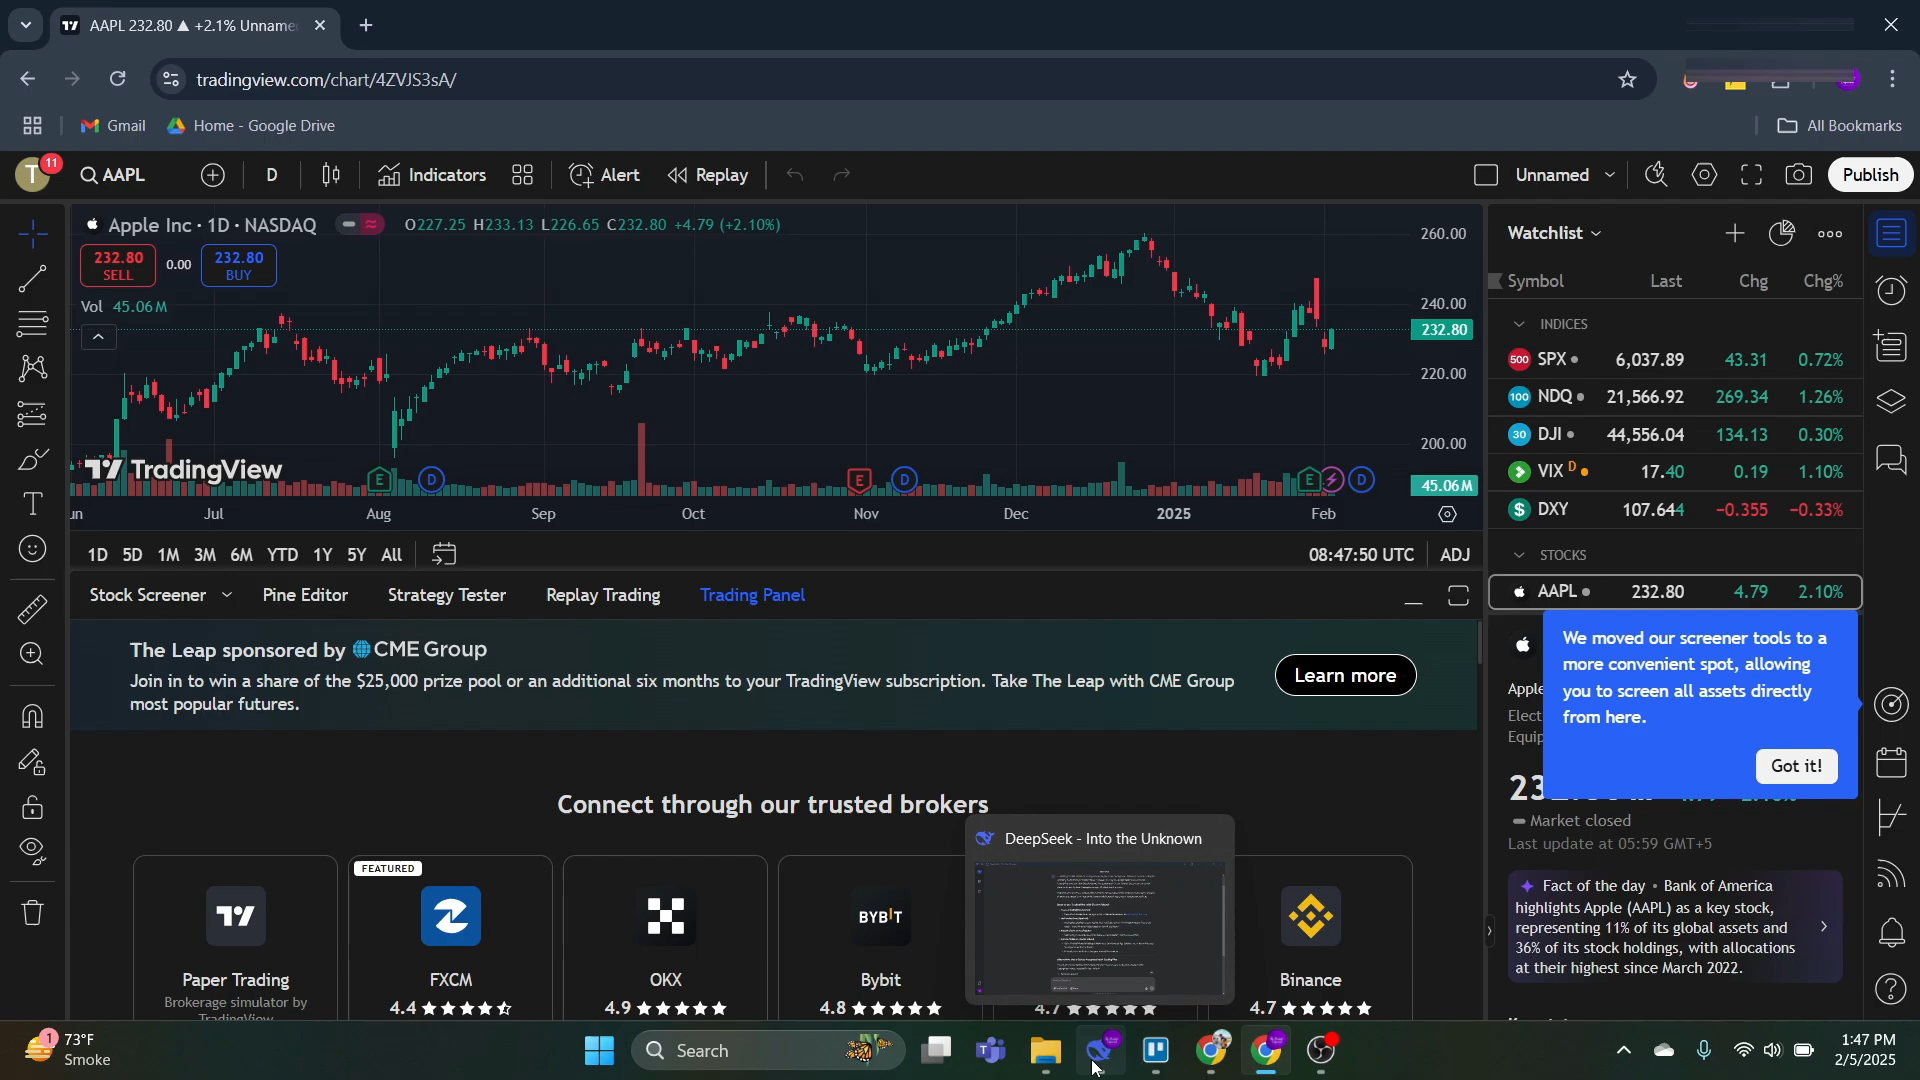 AAPL 232.80 ▲ +2.1% Unname
tradingview.com/chart/4ZVJS3sA/
Gmail
Home - Google Drive
All Bookmarks
T
11
AAPL
D
Indicators
Alert
Replay
Unnamed
Publish
Apple Inc · 1D · NASDAQ
O227.25 H233.13 L226.65 C232.80 +4.79 (+2.10%)
232.80
SELL
0.00
232.80
BUY
Vol 45.06 M
260.00
240.00
232.80
220.00
200.00
45.06 M
TradingView
E
D
E
D
E
D
un
Jul
Aug
Sep
Oct
Nov
Dec
2025
Feb
1D 5D 1M 3M 6M YTD 1Y 5Y All
08:47:50 UTC
ADJ
Stock Screener
Pine Editor
Strategy Tester
Replay Trading
Trading Panel
The Leap sponsored by CME Group
Join in to win a share of the $25,000 prize pool or an additional six months to your TradingView subscription. Take The Leap with CME Group
most popular futures.
Learn more
Connect through our trusted brokers
Paper Trading
Brokerage simulator by
TradingView
FEATURED
FXCM
4.4
OKX
4.9
BYBIT
Bybit
4.8
4.7
Binance
4.7
DeepSeek - Into the Unknown
Watchlist
Symbol Last Chg Chg%
INDICES
500 SPX 6,037.89 43.31 0.72%
100 NDQ 21,566.92 269.34 1.26%
30 DJI 44,556.04 134.13 0.30%
VIX D 17.40 0.19 1.10%
$ DXY 107.644 −0.355 −0.33%
STOCKS
AAPL 232.80 4.79 2.10%
We moved our screener tools to a
more convenient spot, allowing
you to screen all assets directly
from here.
Got it!
Apple
Elect
Equip
Market closed
Last update at 05:59 GMT+5
Fact of the day • Bank of America
highlights Apple (AAPL) as a key stock,
representing 11% of its global assets and
36% of its stock holdings, with allocations
at their highest since March 2022.
1
73°F
Smoke
Search
1:47 PM
2/5/2025